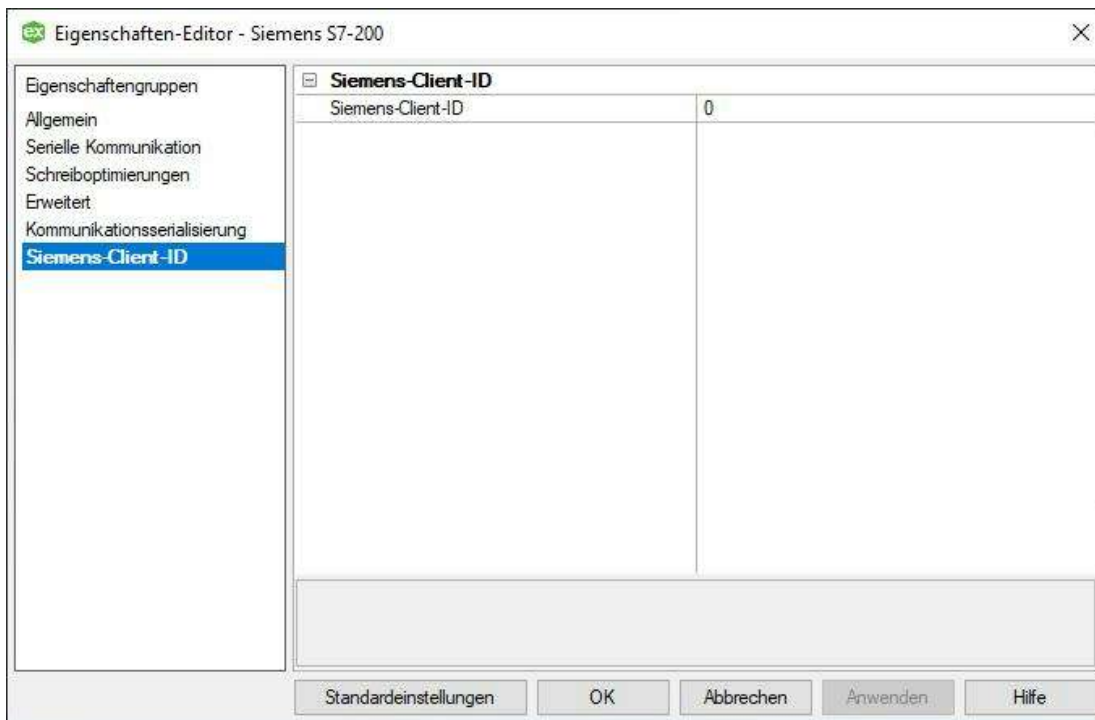 Eigenschaften-Editor - Siemens S7-200
Eigenschaftengruppen
Allgemein
Serielle Kommunikation
Schreiboptimierungen
Erweitert
Kommunikationsserialisierung
Siemens-Client-ID
Siemens-Client-ID
Siemens-Client-ID 0
Standardeinstellungen OK Abbrechen Anwenden Hilfe